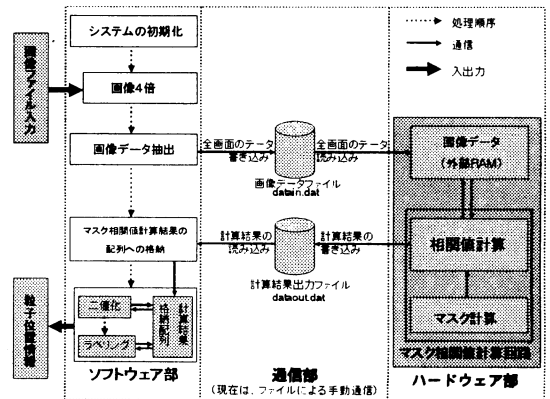 システムの初期化
画像4倍
画像データ抽出
マスク相関値計算結果の
配列への格納
二値化
ラベリング
計算結果
格納配列
ソフトウェア部
画像ファイル入力
粒子位置情報
全画面のデータ
書き込み
全画面のデータ
読み込み
画像データファイル
datain.dat
計算結果の
読み込み
計算結果の
書き込み
計算結果出力ファイル
dataout.dat
通信部
(現在は、ファイルによる手動通信)
処理順序
通信
入出力
画像データ
(外部RAM)
相関値計算
マスク計算
マスク相関値計算回路
ハードウェア部